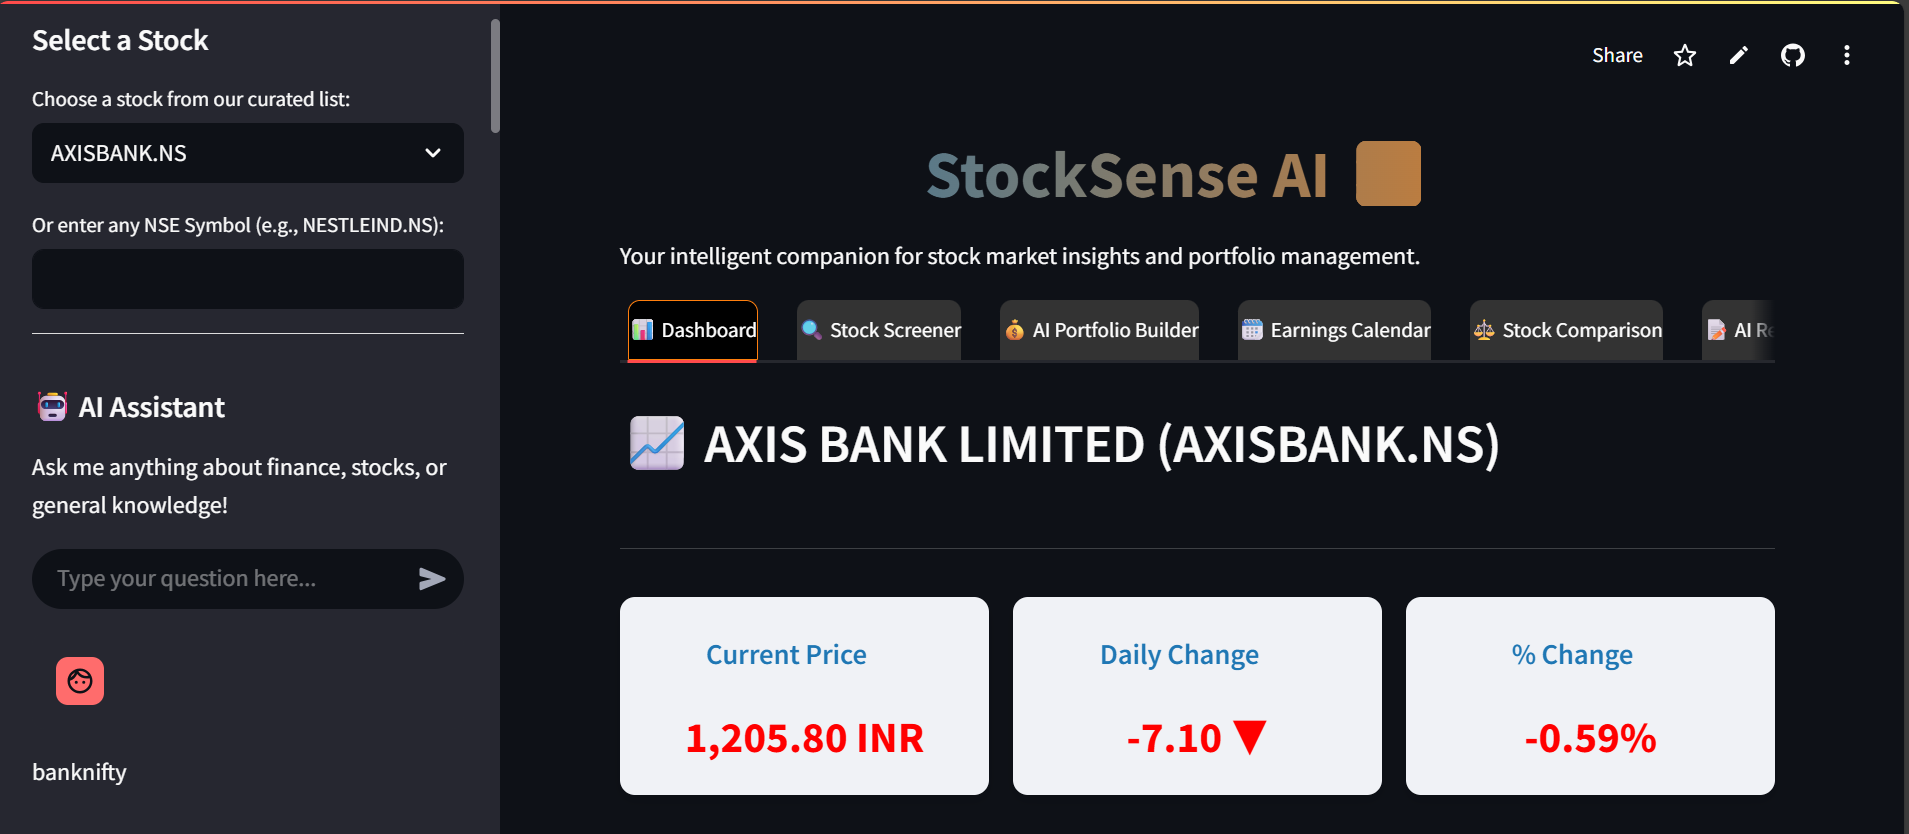 Select a Stock
Choose a stock from our curated list:
AXISBANK.NS
Or enter any NSE Symbol (e.g., NESTLEIND.NS):
AI Assistant
Ask me anything about finance, stocks, or
general knowledge!
Type your question here...
banknifty
Share
StockSense AI
Your intelligent companion for stock market insights and portfolio management.
Dashboard
Stock Screener
AI Portfolio Builder
Earnings Calendar
Stock Comparison
AI
AXIS BANK LIMITED (AXISBANK.NS)
Current Price
1,205.80 INR
Daily Change
-7.10 ▼
% Change
-0.59%